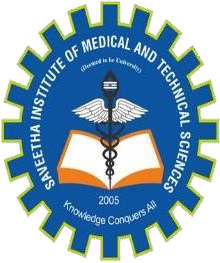 SAVEETHA INSTITUTE OF MEDICAL AND TECHNICAL SCIENCES
(Deemed to be University)
2005
Knowledge Conquers All